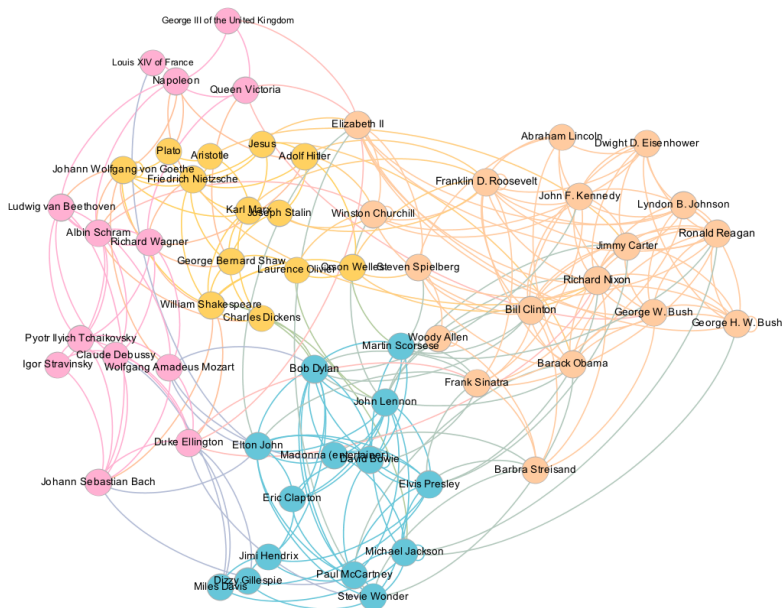 George III of the United Kingdom
Louis XIV of France
Napoleon
Queen Victoria
Elizabeth II
Abraham Lincoln
Dwight D. Eisenhower
Plato
Jesus
Aristotle
Adolf Hitler
Johann Wolfgang von Goethe
Friedrich Nietzsche
Franklin D. Roosevelt
John F. Kennedy
Lyndon B. Johnson
Ludwig van Beethoven
Karl Marx
Joseph Stalin
Winston Churchill
Albin Schram
Richard Wagner
Ronald Reagan
Jimmy Carter
George Bernard Shaw
Laurence Olivier
Orson Welles
Steven Spielberg
Richard Nixon
William Shakespeare
Charles Dickens
Bill Clinton
George W. Bush
George H. W. Bush
Pyotr Ilyich Tchaikovsky
Claude Debussy
Igor Stravinsky
Wolfgang Amadeus Mozart
Martin Scorsese
Woody Allen
Bob Dylan
Barack Obama
Frank Sinatra
John Lennon
Duke Ellington
Elton John
Madonna (entertainer)
David Bowie
Barbra Streisand
Johann Sebastian Bach
Elvis Presley
Eric Clapton
Michael Jackson
Jimi Hendrix
Paul McCartney
Dizzy Gillespie
Miles Davis
Stevie Wonder